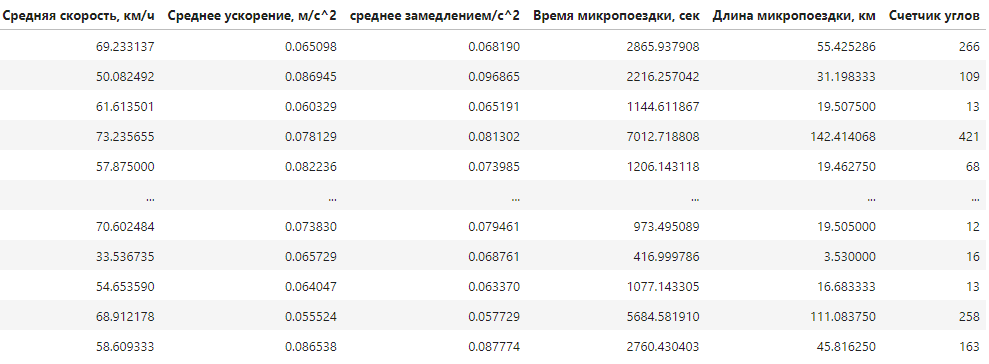 Средняя скорость, км/ч Среднее ускорение, м/с^2 среднее замедлением/с^2 Время микропоездки, сек Длина микропоездки, км Счетчик углов
69.233137 0.065098 0.068190 2865.937908 55.425286 266
50.082492 0.086945 0.096865 2216.257042 31.198333 109
61.613501 0.060329 0.065191 1144.611867 19.507500 13
73.235655 0.078129 0.081302 7012.718808 142.414068 421
57.875000 0.082236 0.073985 1206.143118 19.462750 68
... ... ... ... ... ...
70.602484 0.073830 0.079461 973.495089 19.505000 12
33.536735 0.065729 0.068761 416.999786 3.530000 16
54.653590 0.064047 0.063370 1077.143305 16.683333 13
68.912178 0.055524 0.057729 5684.581910 111.083750 258
58.609333 0.086538 0.087774 2760.430403 45.816250 163